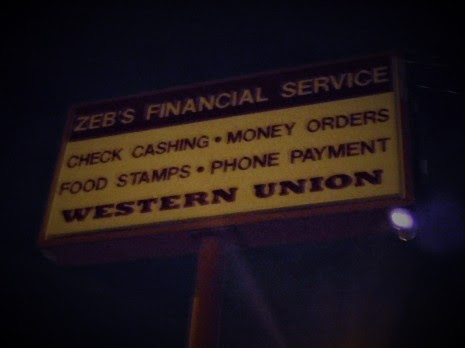 ZEB'S FINANCIAL SERVICE
CHECK CASHING • MONEY ORDERS
FOOD STAMPS • PHONE PAYMENT
WESTERN UNION